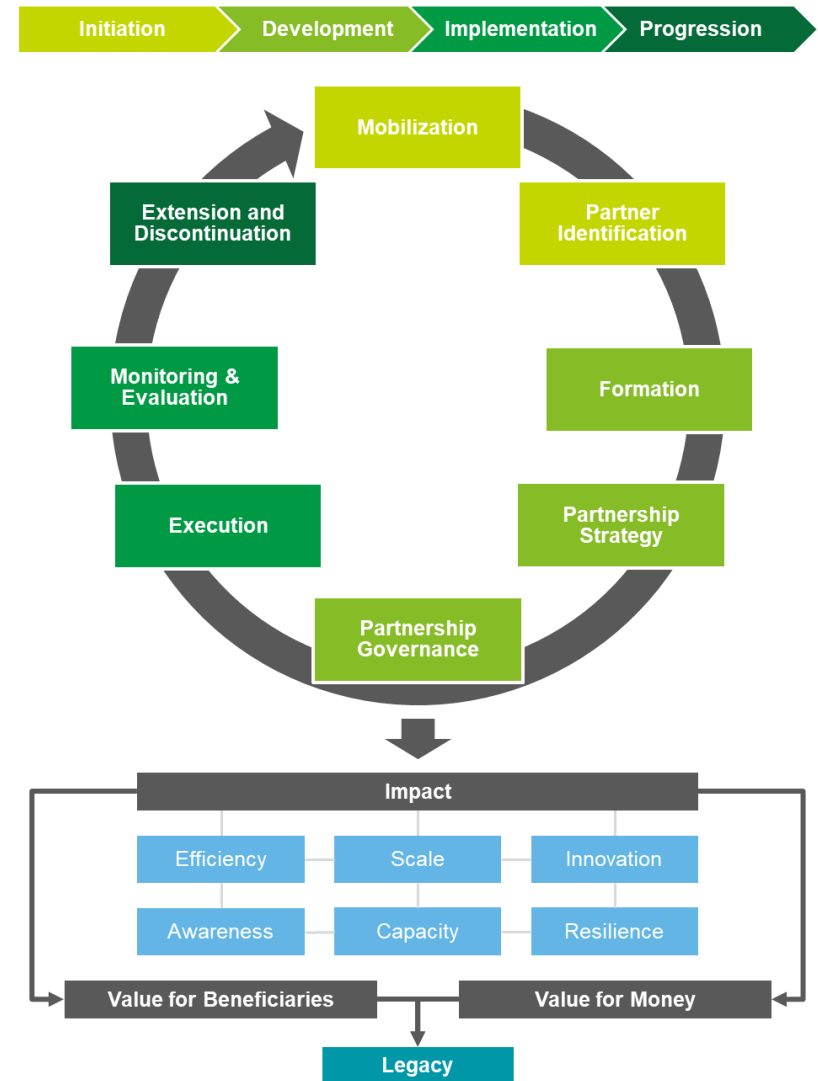 Initiation
Development
Implementation
Progression
Mobilization
Partner
Identification
Formation
Partnership
Strategy
Partnership
Governance
Execution
Monitoring &
Evaluation
Extension and
Discontinuation
Impact
Efficiency
Scale
Innovation
Awareness
Capacity
Resilience
Value for Beneficiaries
Value for Money
Legacy